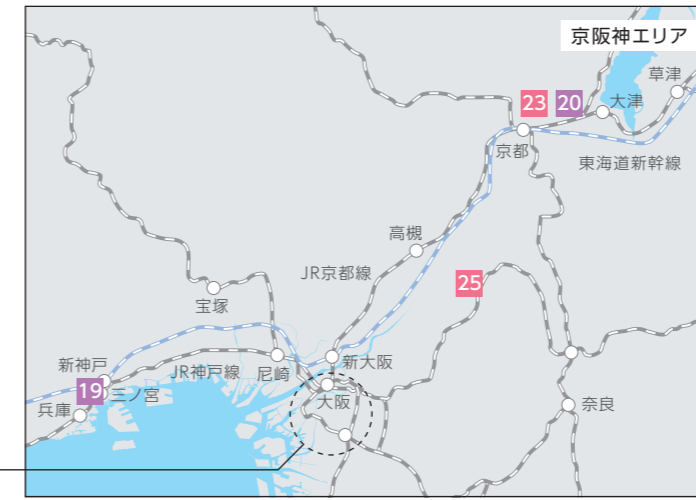 京阪神エリア
草津
23 20 大津
京都
東海道新幹線
高槻
JR京都線
25
宝塚
新神戸
JR神戸線
尼崎
新大阪
19 三ノ宮
大阪
兵庫
奈良